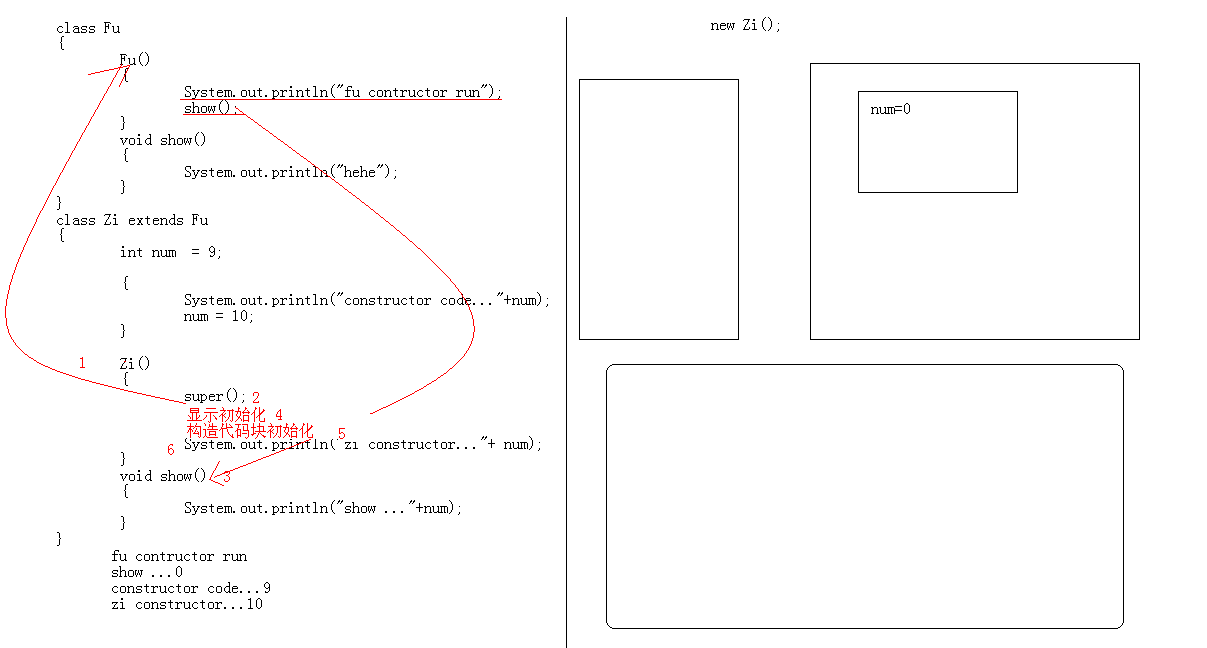 class Fu
{
Fu()
{
System.out.println("fu contructor run");
show();
}
void show()
{
System.out.println("hehe");
}
}
class Zi extends Fu
{
int num = 9;
{
System.out.println("constructor code..."+num);
num = 10;
}
1 Zi()
{
super(); 2
显示初始化 4
构造代码块初始化 5
6 System.out.println("zi constructor..."+ num);
}
void show() 3
{
System.out.println("show ..."+num);
}
}
fu contructor run
show ...0
constructor code...9
zi constructor...10
new Zi();
num=0